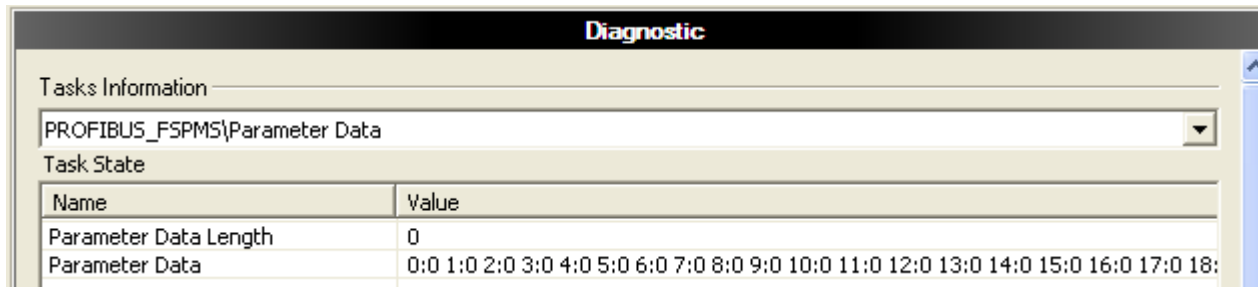 Diagnostic
Tasks Information
PROFIBUS_FSPMS\Parameter Data
Task State
Name Value
Parameter Data Length 0
Parameter Data 0:0 1:0 2:0 3:0 4:0 5:0 6:0 7:0 8:0 9:0 10:0 11:0 12:0 13:0 14:0 15:0 16:0 17:0 18: